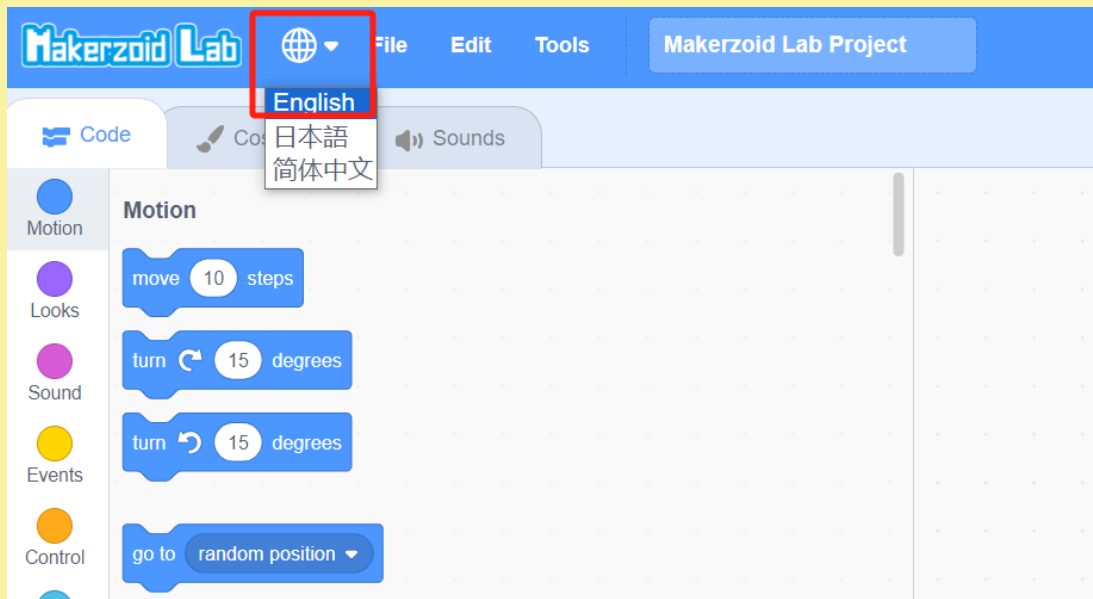 Makerzoid Lab File Edit Tools Makerzoid Lab Project
English
日本語
简体中文
Code Cos Sounds
Motion
Looks
Sound
Events
Control
Motion
move 10 steps
turn 15 degrees
turn 15 degrees
go to random position